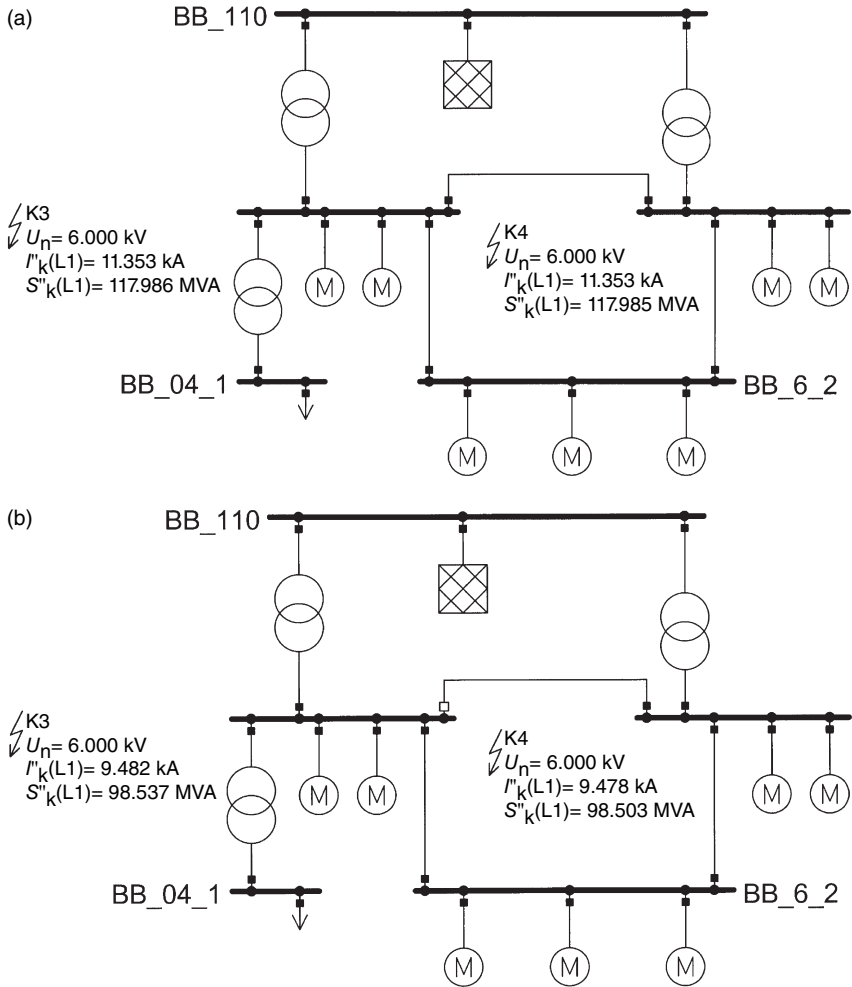 (a)
BB_110
K3
Un= 6.000 kV
I"k(L1)= 11.353 kA
S"k(L1)= 117.986 MVA
K4
Un= 6.000 kV
I"k(L1)= 11.353 kA
S"k(L1)= 117.985 MVA
M
M
M
M
BB_04_1
BB_6_2
M
M
M
(b)
BB_110
K3
Un= 6.000 kV
I"k(L1)= 9.482 kA
S"k(L1)= 98.537 MVA
K4
Un= 6.000 kV
I"k(L1)= 9.478 kA
S"k(L1)= 98.503 MVA
M
M
M
M
BB_04_1
BB_6_2
M
M
M